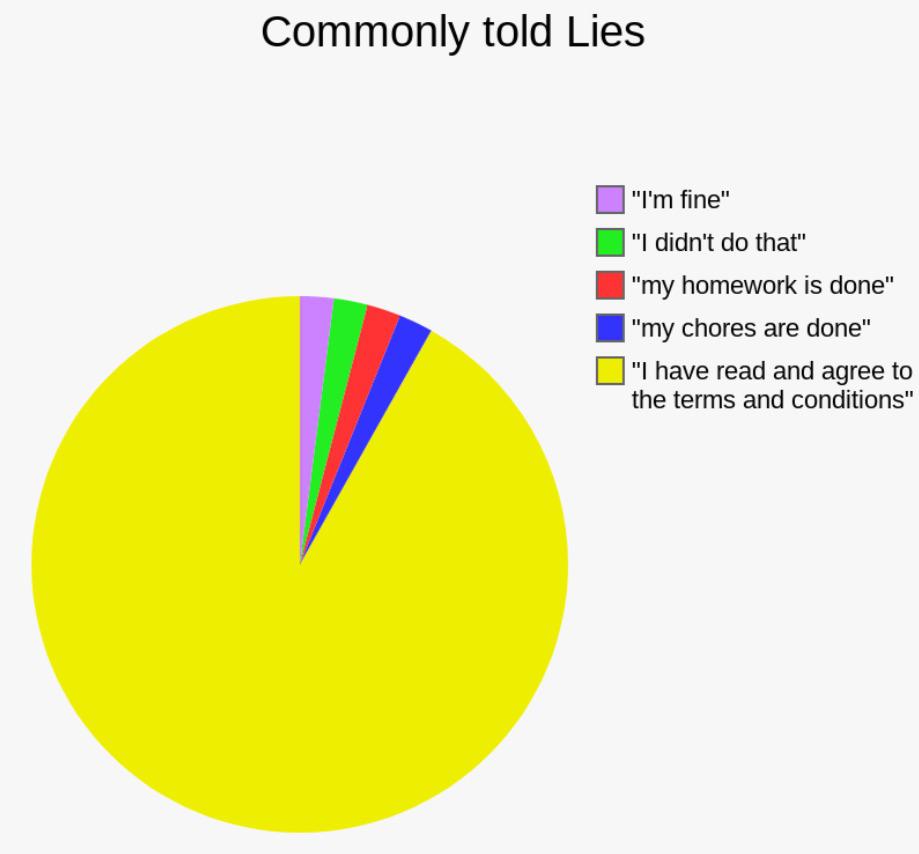 Commonly told Lies
"I'm fine"
"I didn't do that"
"my homework is done"
"my chores are done"
"I have read and agree to
the terms and conditions"